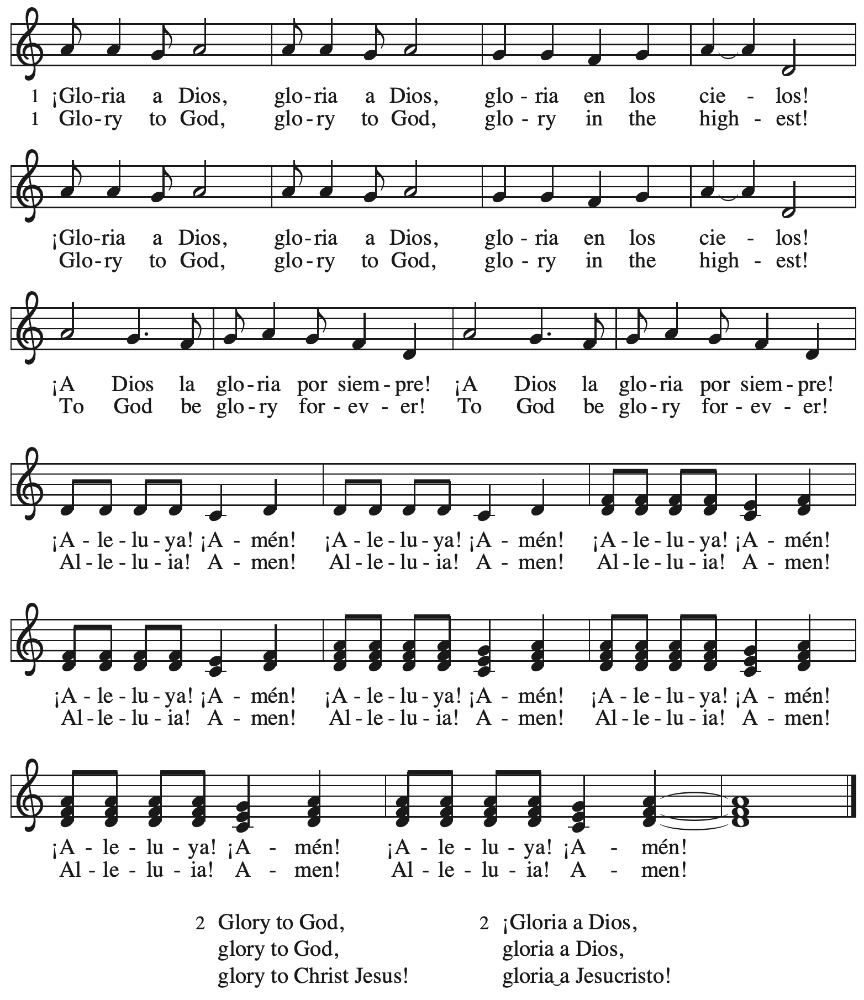 1 ¡Glo-ria a Dios, glo-ria a Dios, glo - ria en los cie - los!
1 Glo-ry to God, glo-ry to God, glo - ry in the high - est!
¡Glo-ria a Dios, glo-ria a Dios, glo - ria en los cie - los!
Glo-ry to God, glo-ry to God, glo - ry in the high - est!
¡A Dios la glo-ria por siem-pre! ¡A Dios la glo-ria por siem-pre!
To God be glo-ry for-ev - er! To God be glo-ry for-ev - er!
¡A - le - lu - ya! ¡A - mén! ¡A - le - lu - ya! ¡A - mén! ¡A - le - lu - ya! ¡A - mén!
Al - le - lu - ia! A - men! Al - le - lu - ia! A - men! Al - le - lu - ia! A - men!
¡A - le - lu - ya! ¡A - mén! ¡A - le - lu - ya! ¡A - mén! ¡A - le - lu - ya! ¡A - mén!
Al - le - lu - ia! A - men! Al - le - lu - ia! A - men! Al - le - lu - ia! A - men!
¡A - le - lu - ya! ¡A - mén! ¡A - le - lu - ya! ¡A - mén!
Al - le - lu - ia! A - men! Al - le - lu - ia! A - men!
2 Glory to God,
glory to God,
glory to Christ Jesus!
2 ¡Gloria a Dios,
gloria a Dios,
gloria‿a Jesucristo!